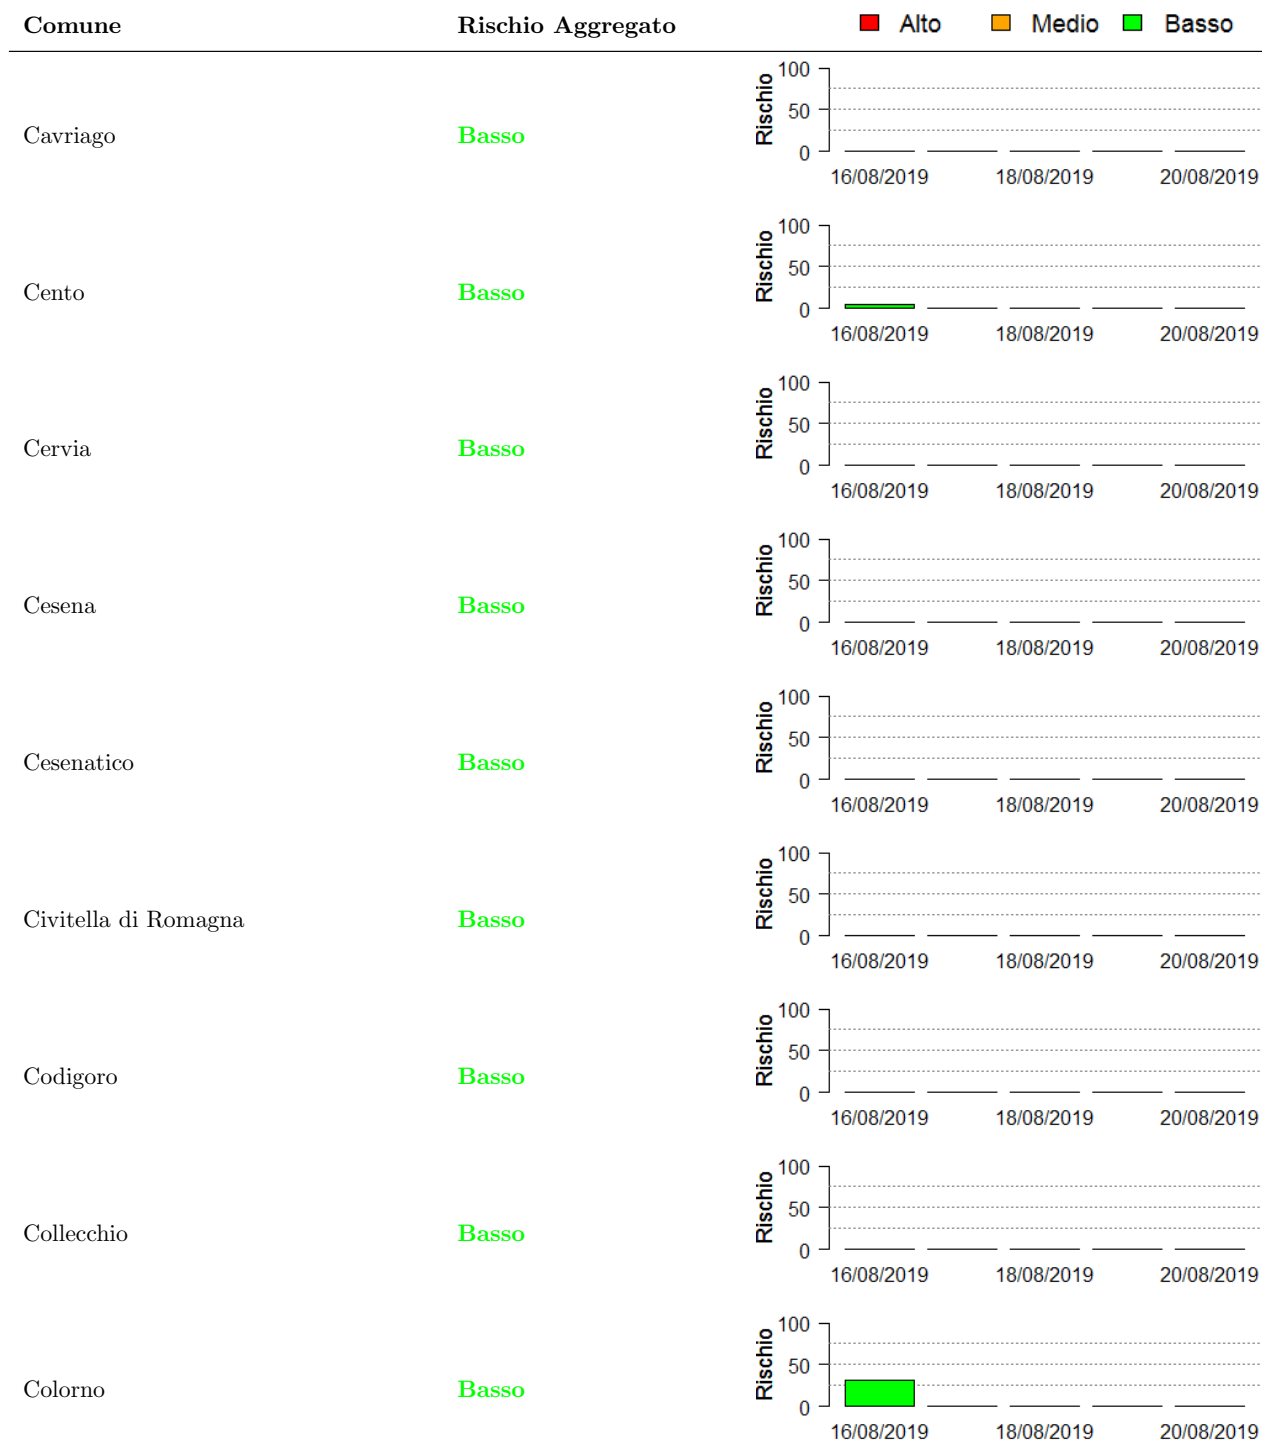 Comune Rischio Aggregato Alto Medio Basso
100
50
0
Rischio
Cavriago Basso
16/08/2019 18/08/2019 20/08/2019
100
50
0
Rischio
Cento Basso
16/08/2019 18/08/2019 20/08/2019
100
50
0
Rischio
Cervia Basso
16/08/2019 18/08/2019 20/08/2019
100
50
0
Rischio
Cesena Basso
16/08/2019 18/08/2019 20/08/2019
100
50
0
Rischio
Cesenatico Basso
16/08/2019 18/08/2019 20/08/2019
100
50
0
Rischio
Civitella di Romagna Basso
16/08/2019 18/08/2019 20/08/2019
100
50
0
Rischio
Codigoro Basso
16/08/2019 18/08/2019 20/08/2019
100
50
0
Rischio
Collecchio Basso
16/08/2019 18/08/2019 20/08/2019
100
50
0
Rischio
Colorno Basso
16/08/2019 18/08/2019 20/08/2019